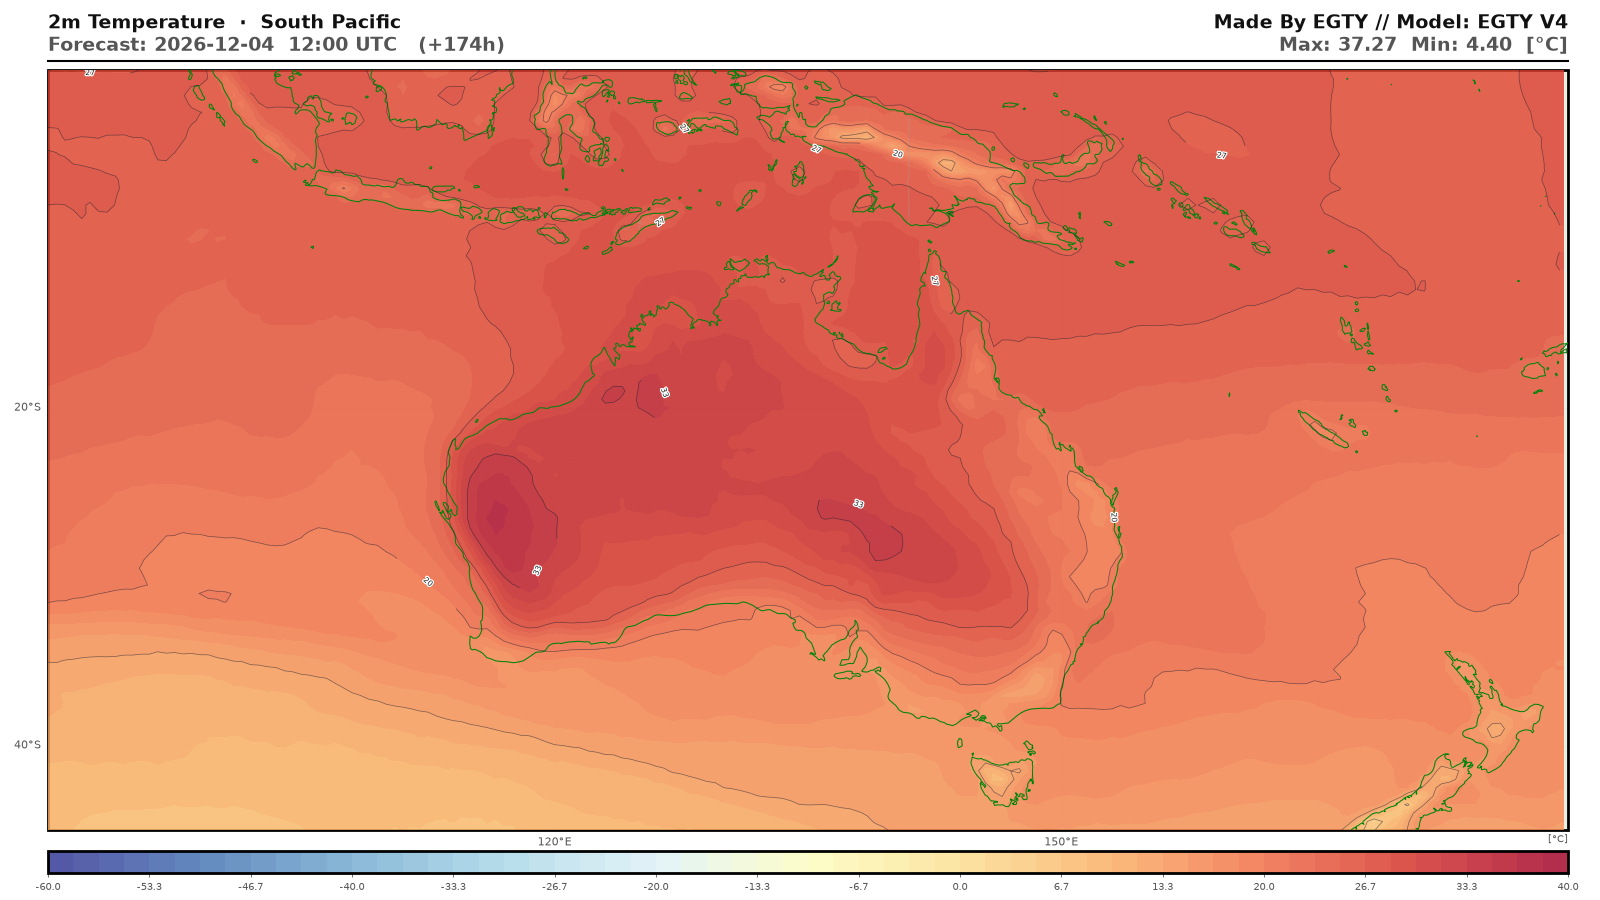 2m Temperature · South Pacific
Made By EGTY // Model: EGTY V4
Forecast: 2026-12-04 12:00 UTC (+174h)
Max: 37.27 Min: 4.40 [°C]
27
27
27
20
27
27
27
27
20°S
33
33
20
33
20
40°S
120°E
150°E
[°C]
-60.0 -53.3 -46.7 -40.0 -33.3 -26.7 -20.0 -13.3 -6.7 0.0 6.7 13.3 20.0 26.7 33.3 40.0